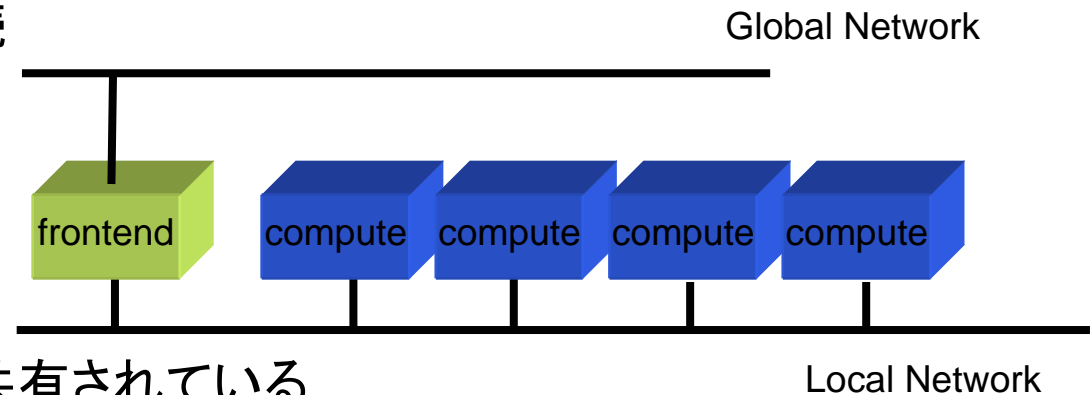 Global Network
frontend
compute
compute
compute
compute
共有されている
Local Network